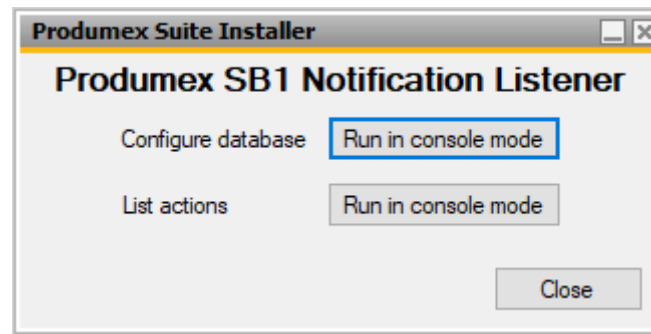 Produmex Suite Installer
Produmex SB1 Notification Listener
Configure database Run in console mode
List actions Run in console mode
Close